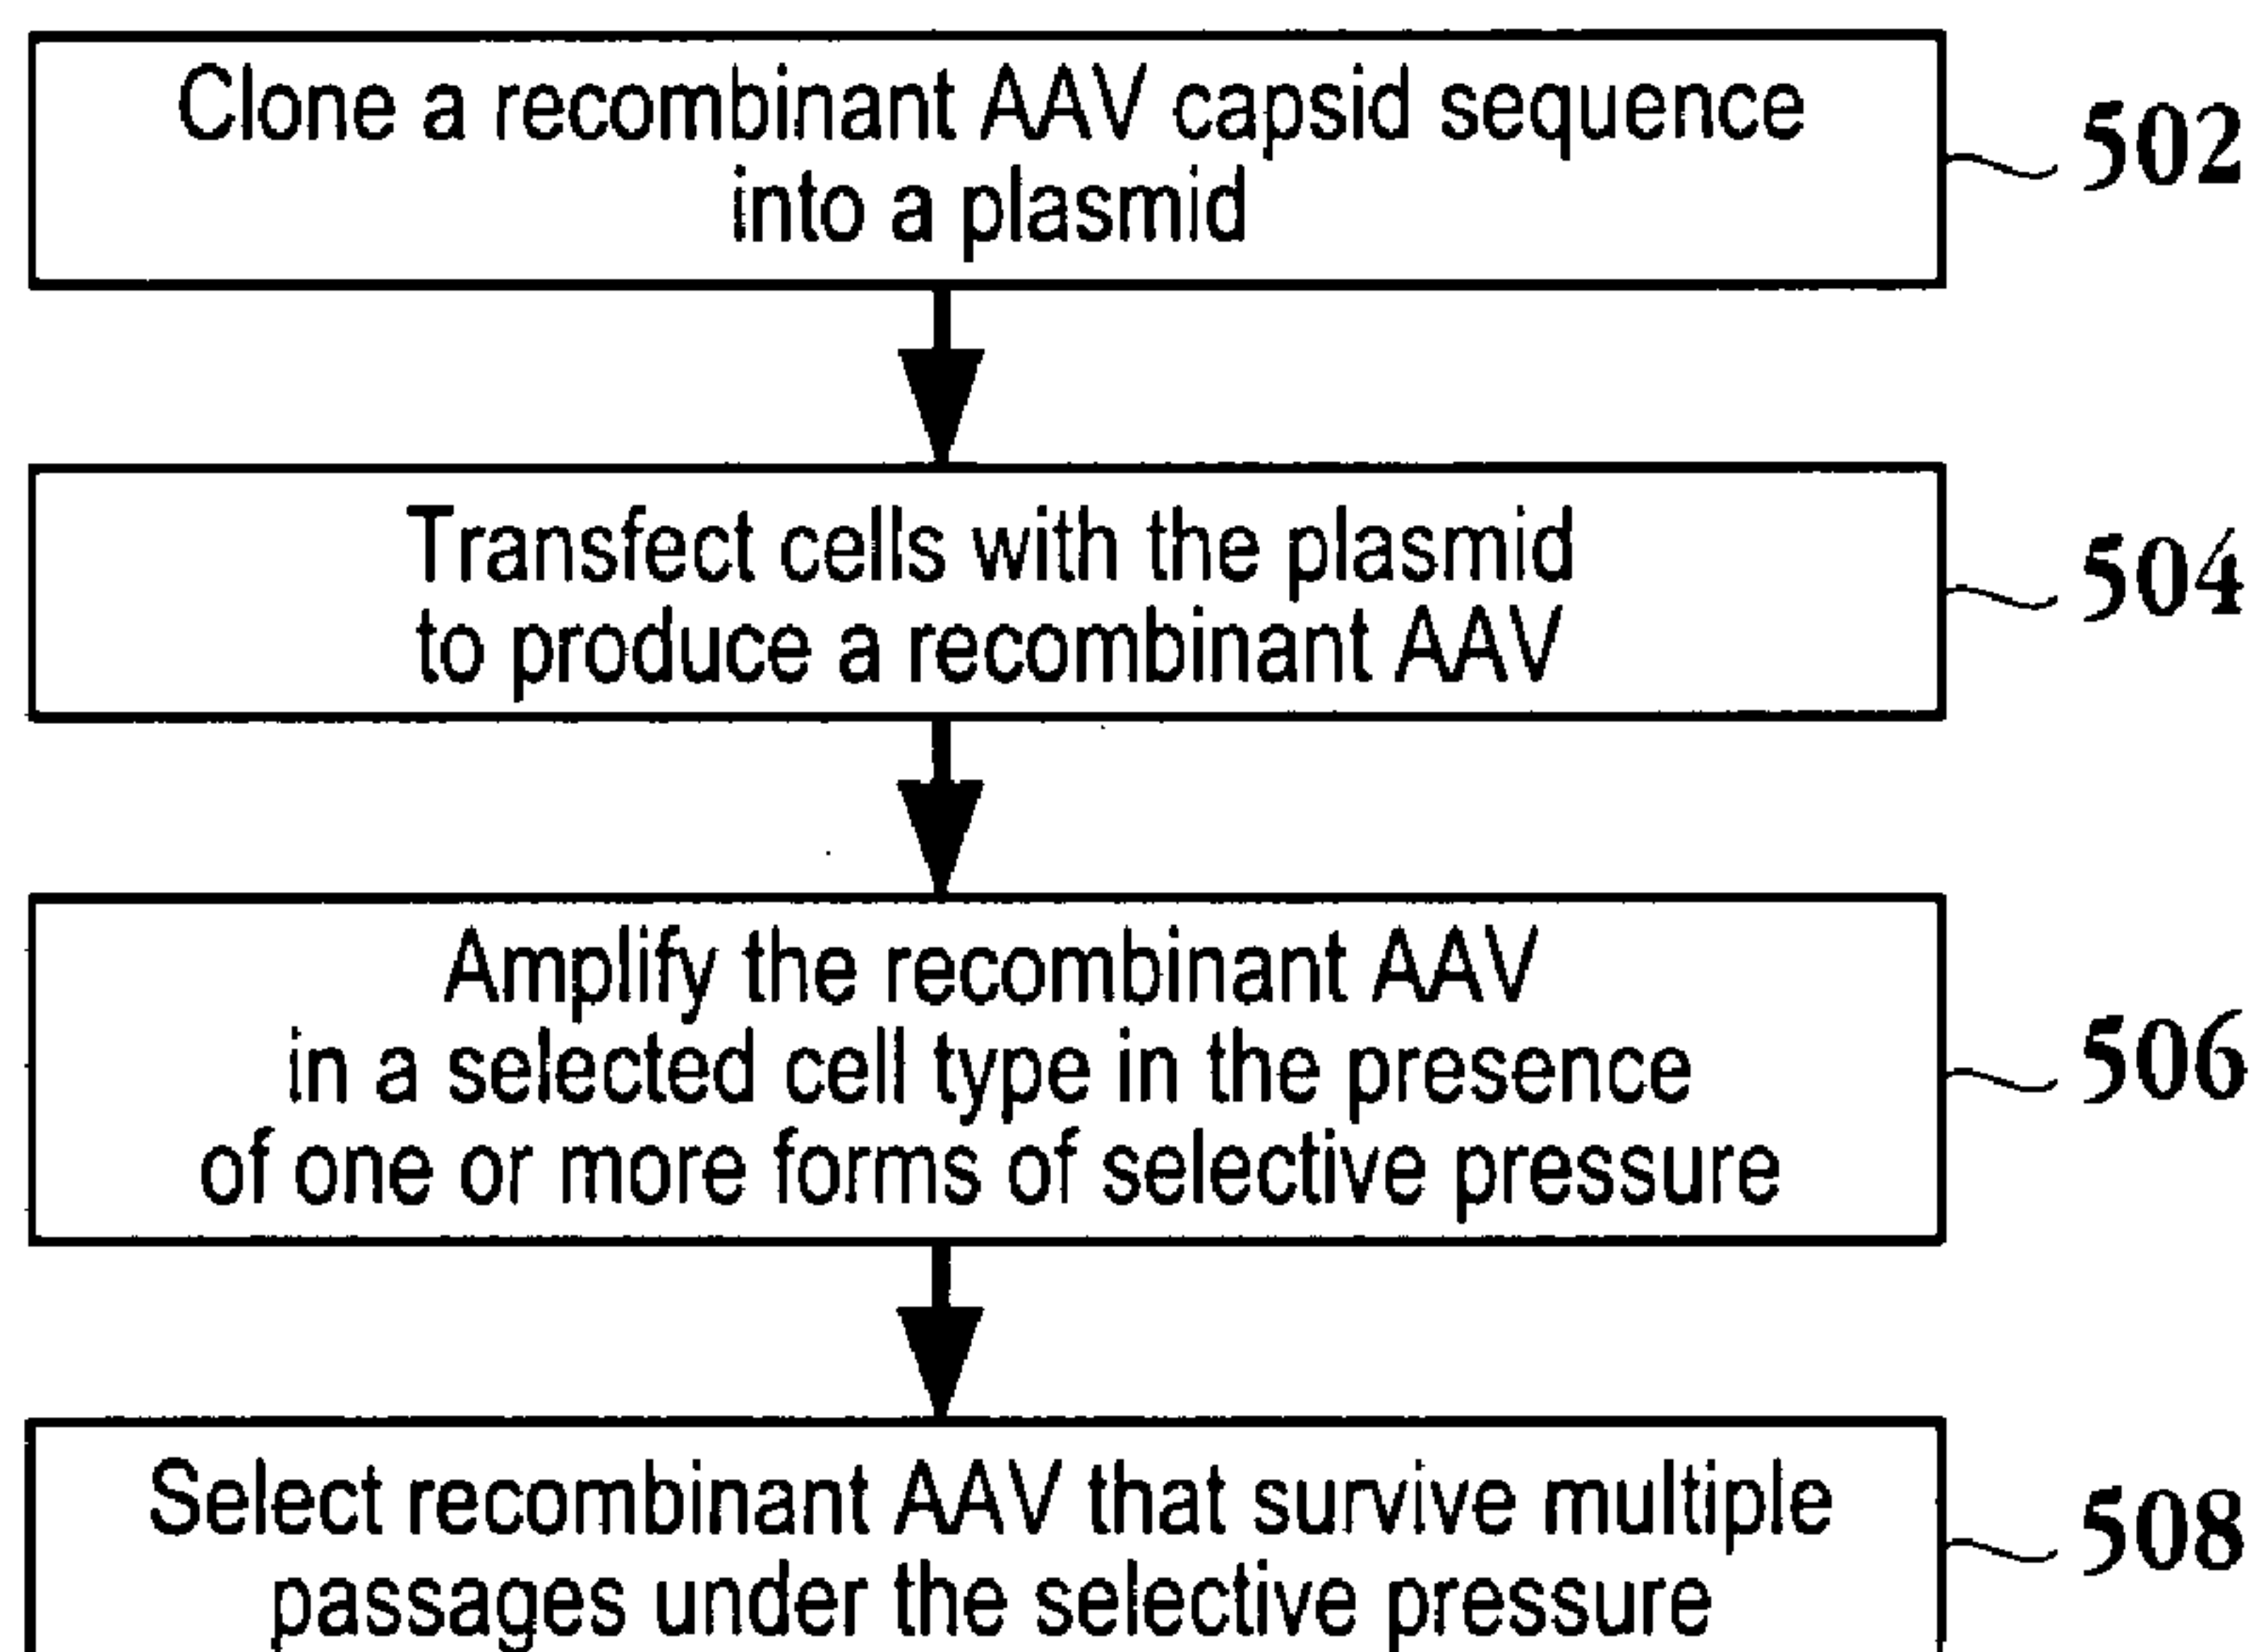 Clone a recombinant AAV capsid sequence
into a plasmid
502
Transfect cells with the plasmid
to produce a recombinant AAV
504
Amplify the recombinant AAV
in a selected cell type in the presence
of one or more forms of selective pressure
506
Select recombinant AAV that survive multiple
passages under the selective pressure
508